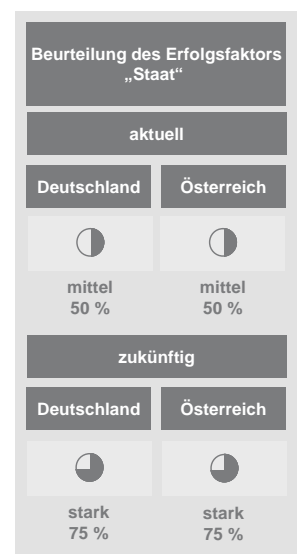 Beurteilung des Erfolgsfaktors
„Staat“
aktuell
Deutschland
Österreich
mittel
50 %
mittel
50 %
zukünftig
Deutschland
Österreich
stark
75 %
stark
75 %